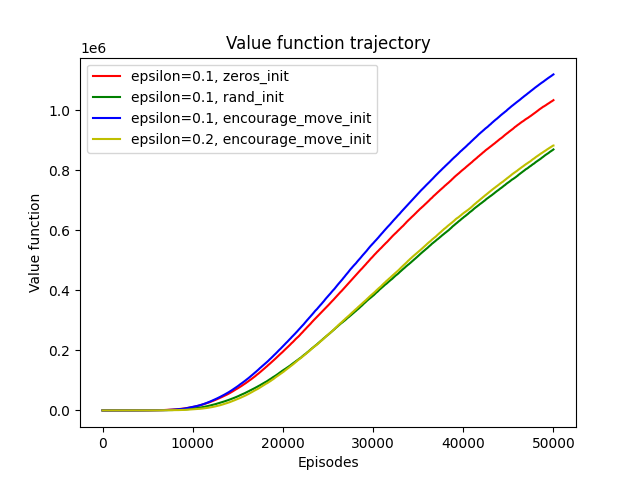 Value function trajectory
1e6
epsilon=0.1, zeros_init
epsilon=0.1, rand_init
epsilon=0.1, encourage_move_init
epsilon=0.2, encourage_move_init
1.0
0.8
0.6
0.4
0.2
0.0
Value function
0 10000 20000 30000 40000 50000
Episodes